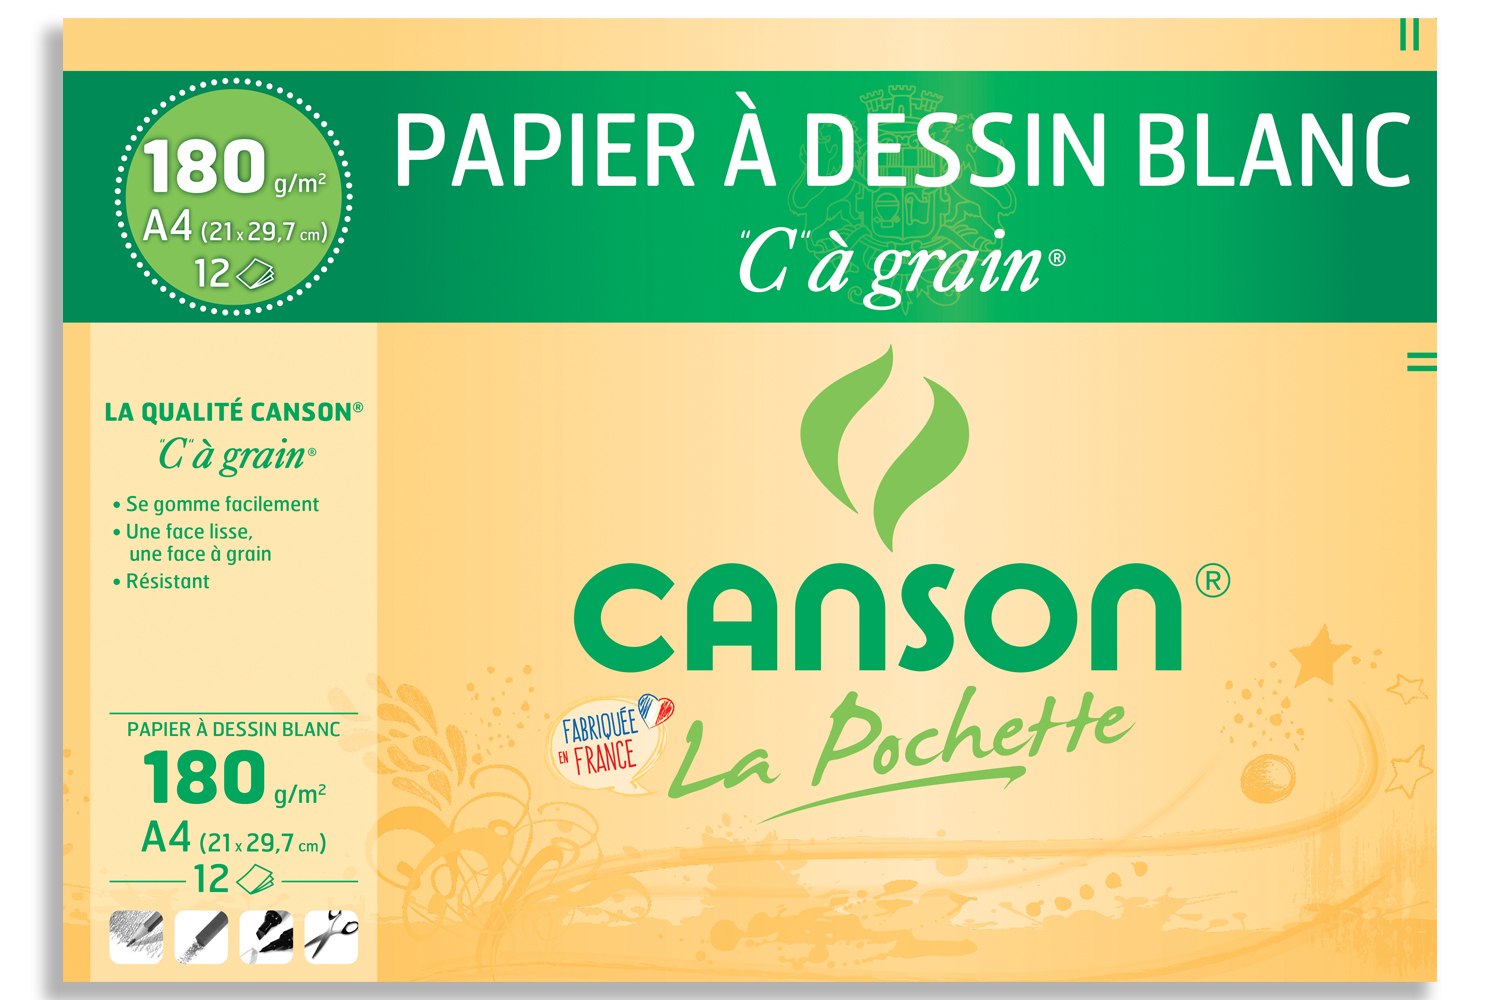 180 g/m²
A4 (21 x 29,7 cm)
12
PAPIER À DESSIN BLANC
"C" à grain®
LA QUALITÉ CANSON®
"C" à grain®
• Se gomme facilement
• Une face lisse,
une face à grain
• Résistant
PAPIER À DESSIN BLANC
180 g/m²
A4 (21 x 29,7 cm)
12
CANSON®
FABRIQUÉE
EN FRANCE
La Pochette